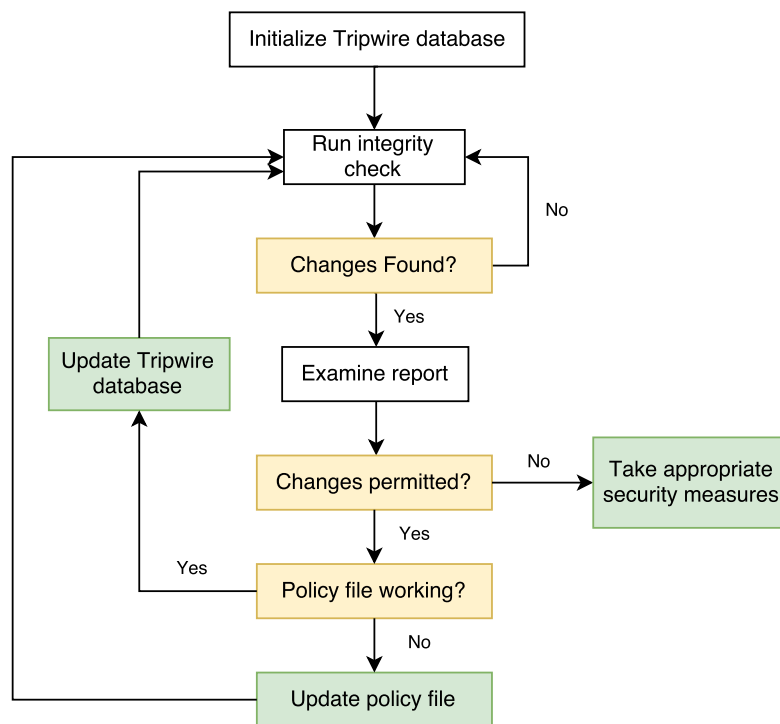 Initialize Tripwire database
Run integrity
check
No
Changes Found?
Yes
Update Tripwire
database
Examine report
Changes permitted?
No
Take appropriate
security measures
Yes
Yes
Policy file working?
No
Update policy file